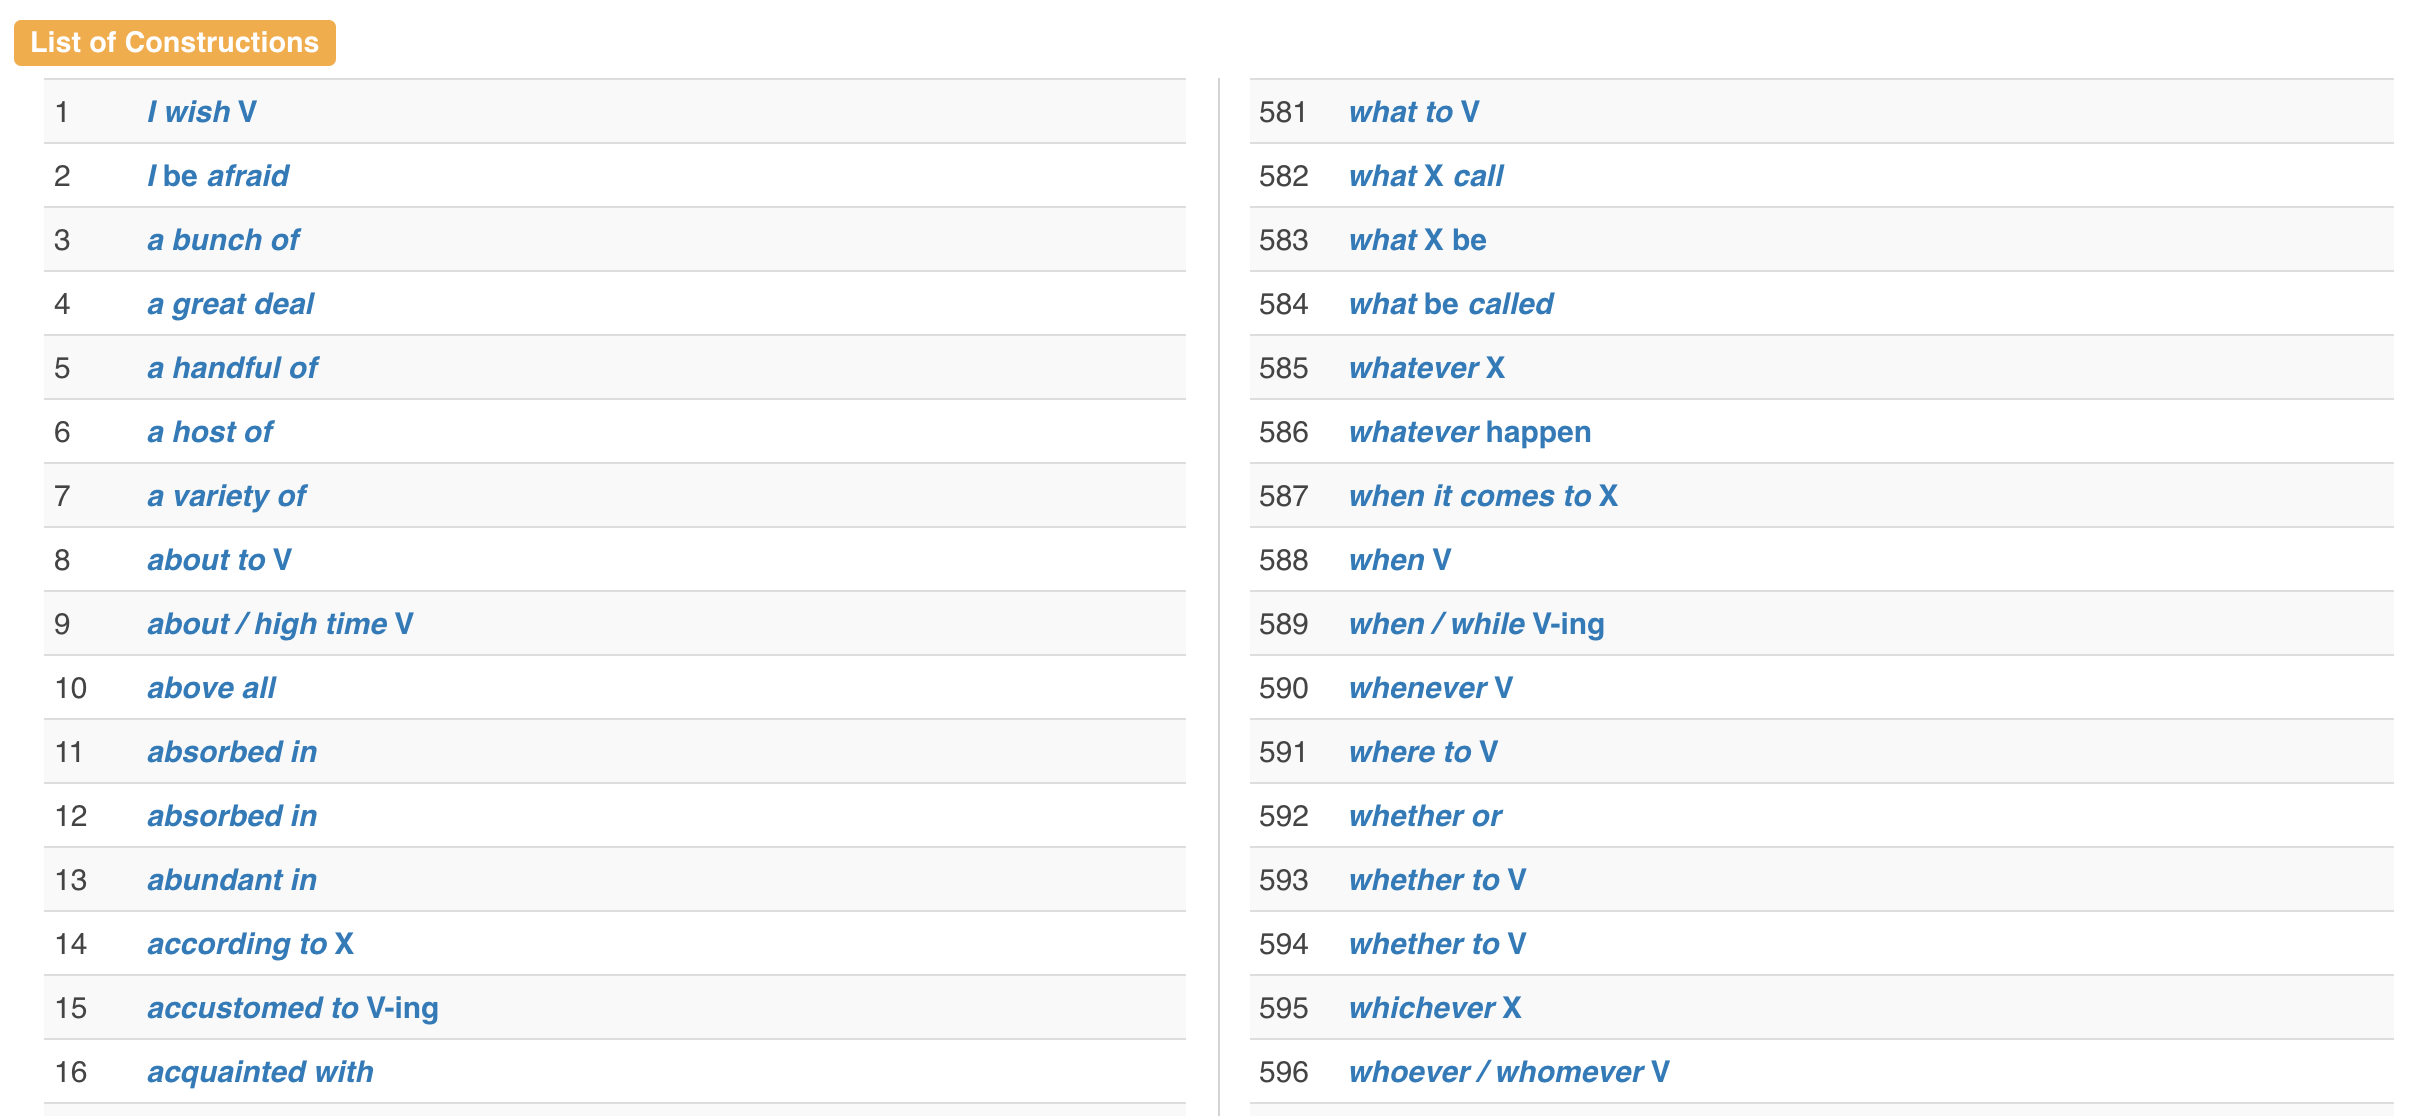 List of Constructions
1 I wish V
2 I be afraid
3 a bunch of
4 a great deal
5 a handful of
6 a host of
7 a variety of
8 about to V
9 about / high time V
10 above all
11 absorbed in
12 absorbed in
13 abundant in
14 according to X
15 accustomed to V-ing
16 acquainted with
581 what to V
582 what X call
583 what X be
584 what be called
585 whatever X
586 whatever happen
587 when it comes to X
588 when V
589 when / while V-ing
590 whenever V
591 where to V
592 whether or
593 whether to V
594 whether to V
595 whichever X
596 whoever / whomever V